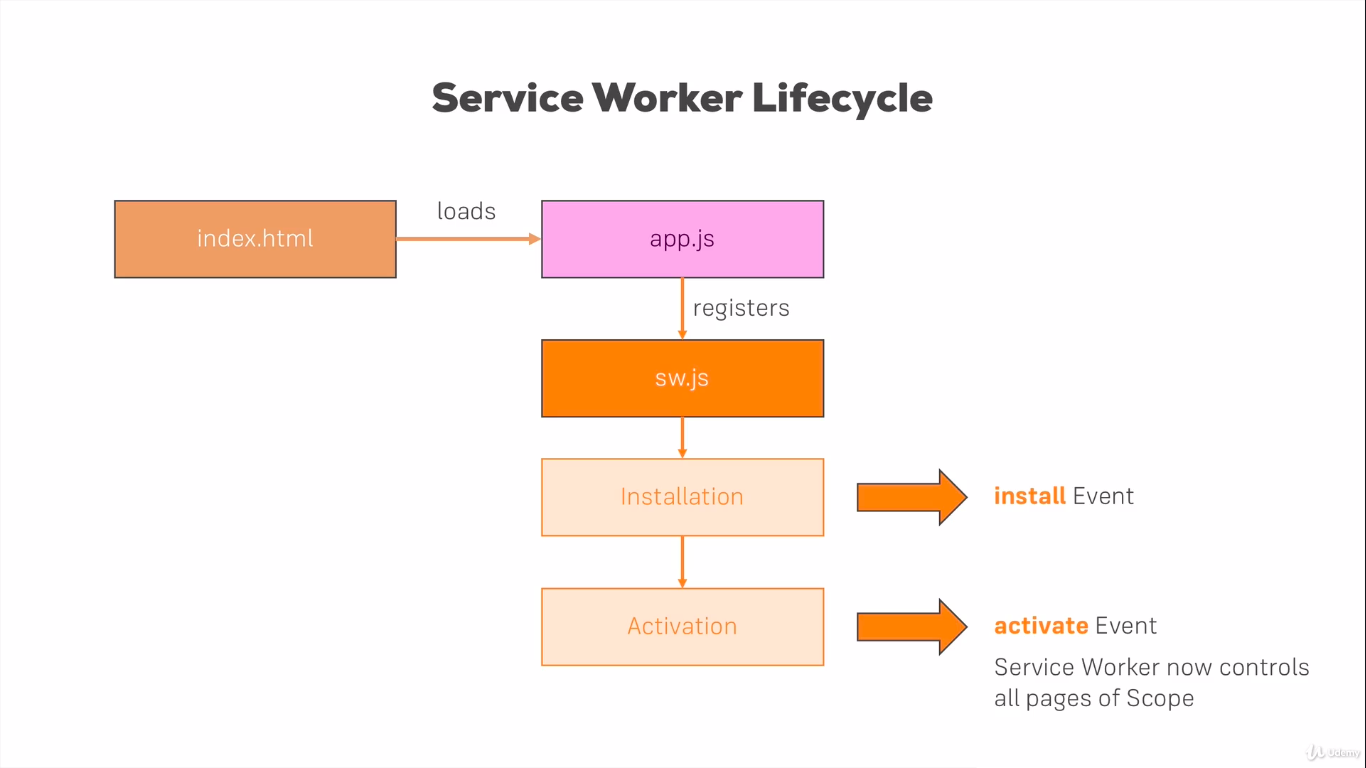 Service Worker Lifecycle
index.html
loads
app.js
registers
sw.js
Installation
install Event
Activation
activate Event
Service Worker now controls
all pages of Scope
Udemy